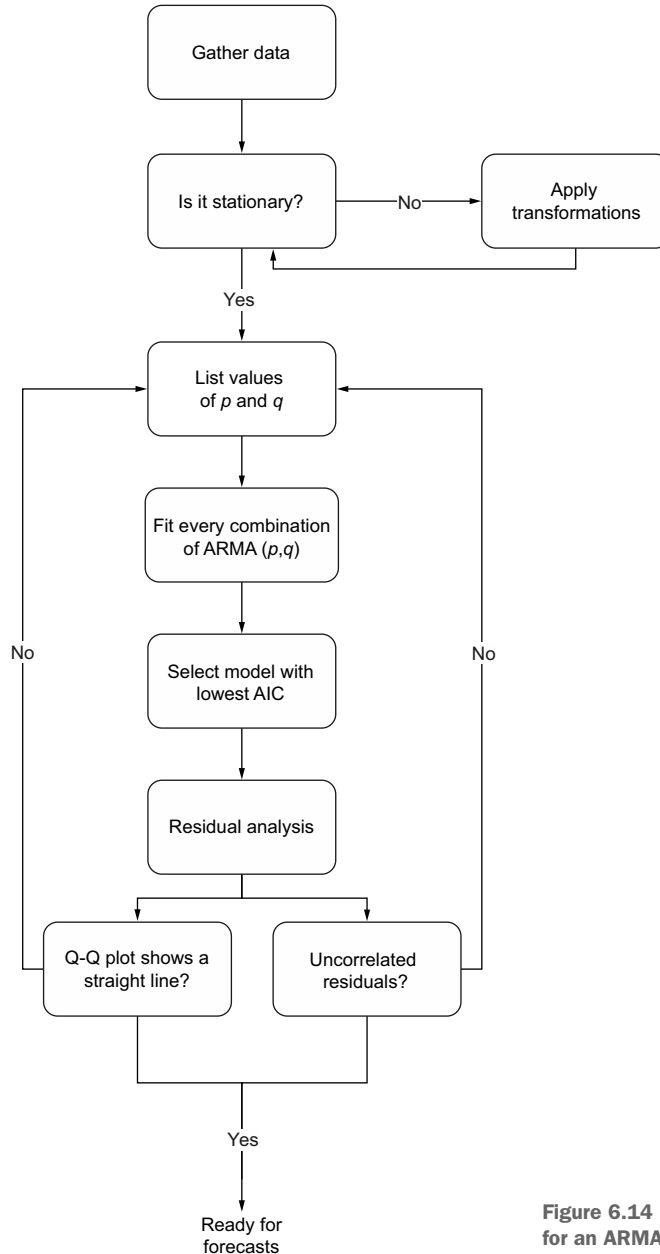 Gather data
Is it stationary?
No
Apply
transformations
Yes
List values
of p and q
Fit every combination
of ARMA (p,q)
No
No
Select model with
lowest AIC
Residual analysis
Q-Q plot shows a
straight line?
Uncorrelated
residuals?
Yes
Ready for
forecasts
Figure 6.14
for an ARMA